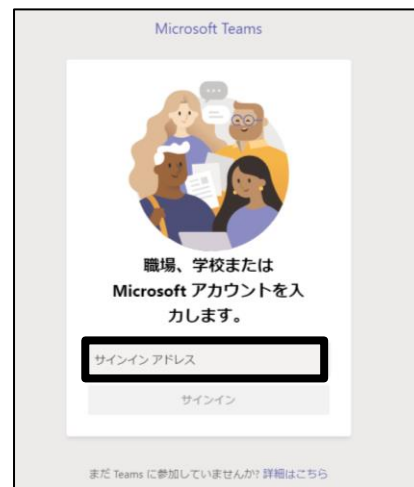 Microsoft Teams
職場、学校または
Microsoft アカウントを入
力します。
サインイン アドレス
サインイン
まだ Teams に参加していませんか? 詳細はこちら